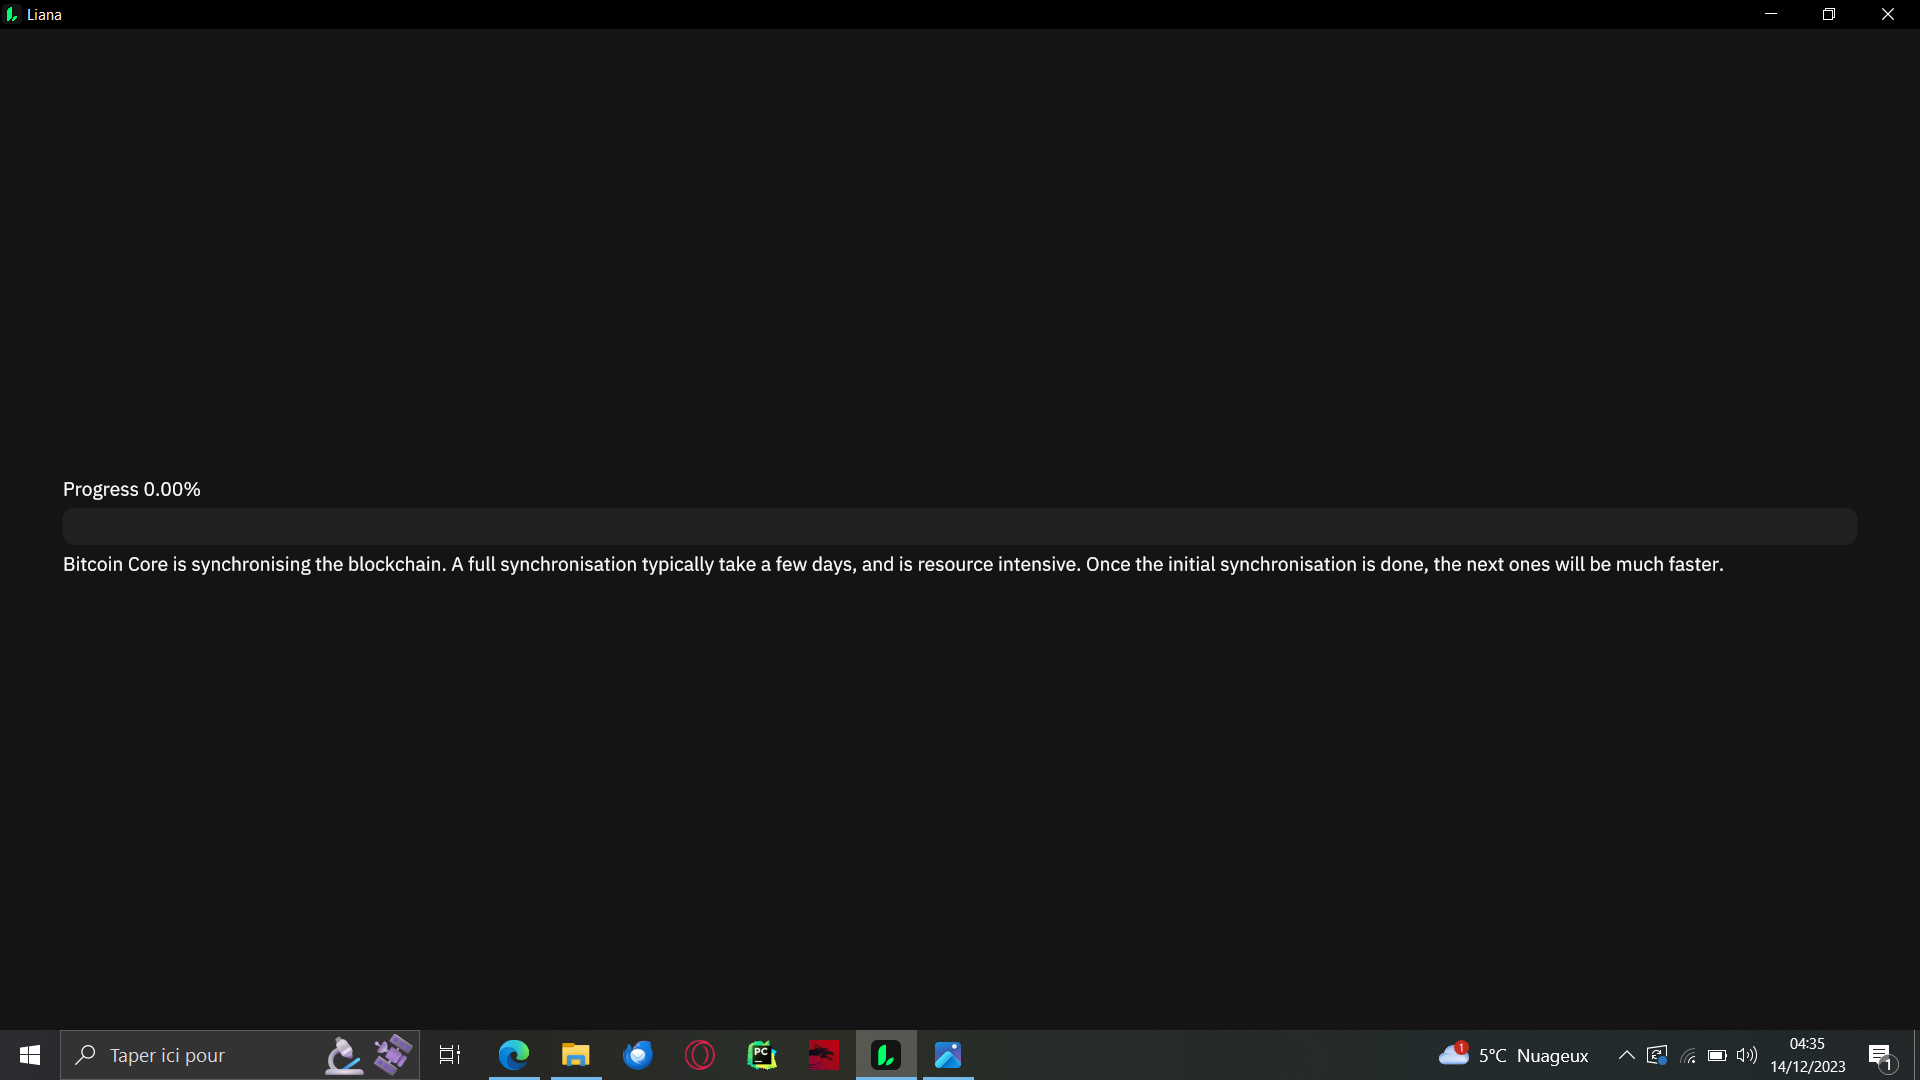 Liana
Progress 0.00%
Bitcoin Core is synchronising the blockchain. A full synchronisation typically take a few days, and is resource intensive. Once the initial synchronisation is done, the next ones will be much faster.
Taper ici pour
PC
1
5°C Nuageux
04:35
14/12/2023
1